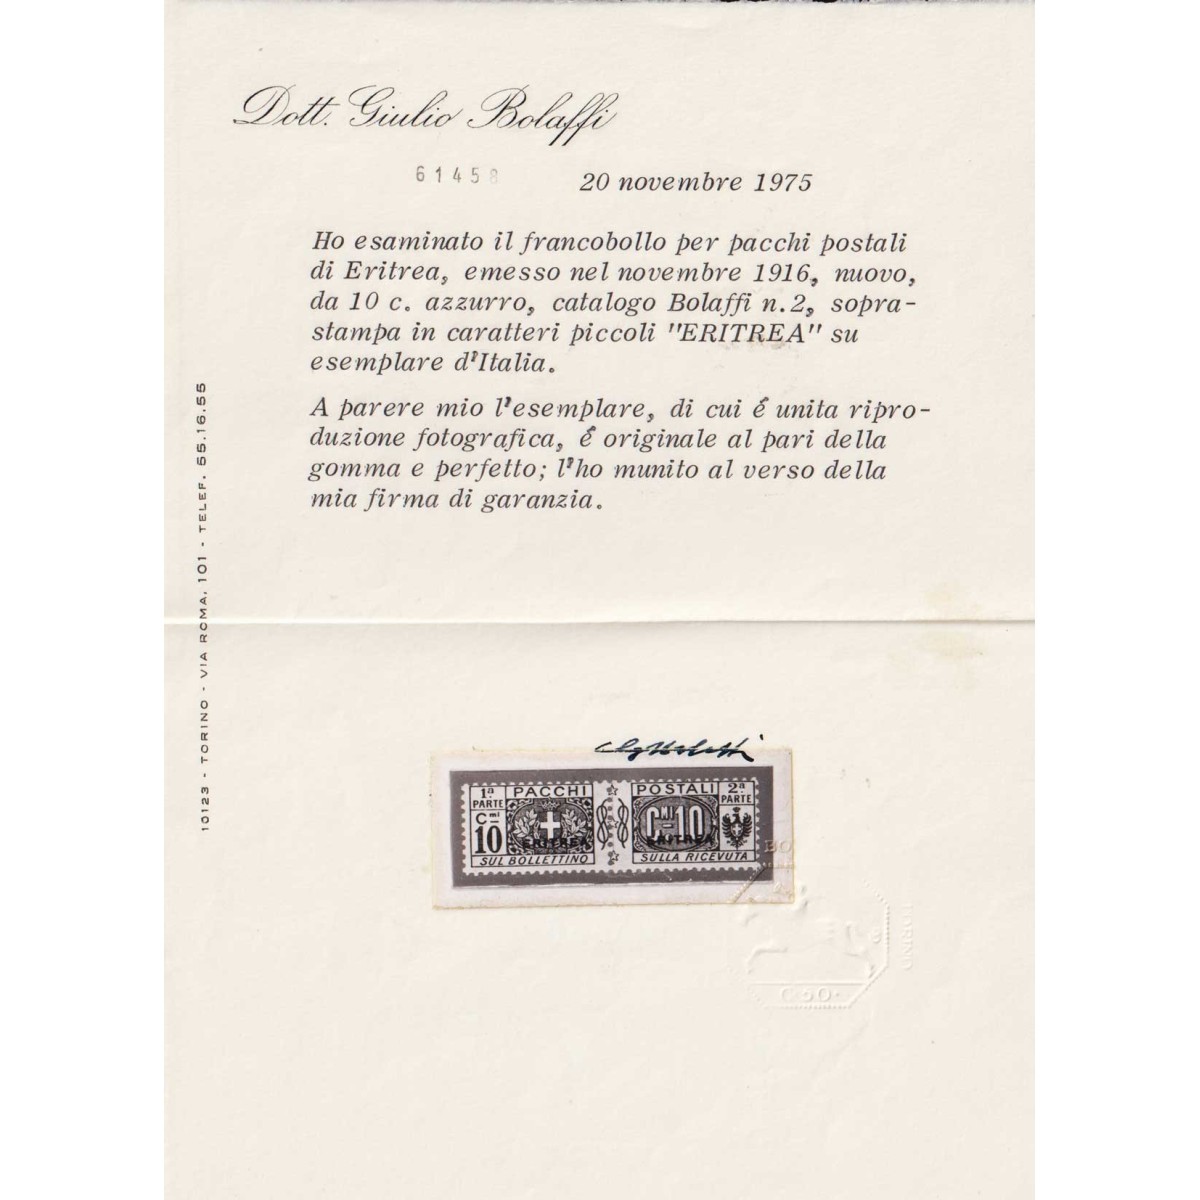 Dott. Giulio Bolaffi
61458
20 novembre 1975
Ho esaminato il francobollo per pacchi postali
di Eritrea, emesso nel novembre 1916, nuovo,
da 10 c. azzurro, catalogo Bolaffi n.2, sopra-
stampa in caratteri piccoli "ERITREA" su
esemplare d'Italia.
A parere mio l'esemplare, di cui é unita ripro-
duzione fotografica, é originale al pari della
gomma e perfetto; l'ho munito al verso della
mia firma di garanzia.
10123 - TORINO - VIA ROMA, 101 - TELEF. 55.16.55
1ª PARTE
PACCHI
POSTALI
2ª PARTE
Cmi 10
Cmi 10
ERITREA
ERITREA
SUL BOLLETTINO
SULLA RICEVUTA
BO
TORINO